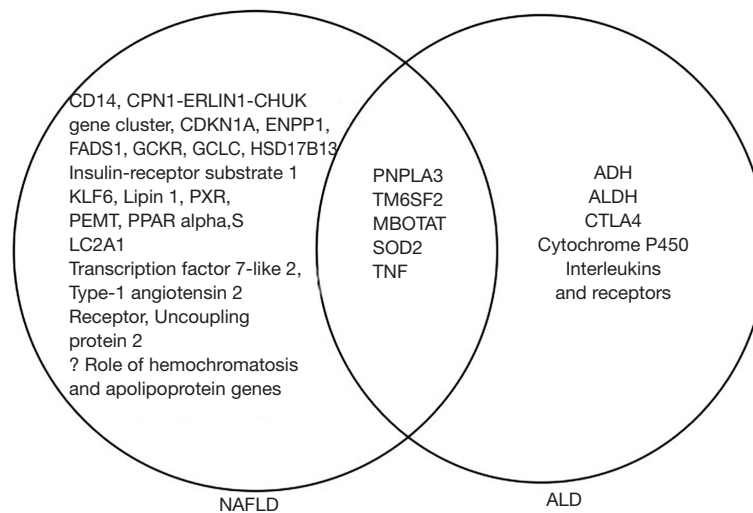 CD14, CPN1-ERLIN1-CHUK
gene cluster, CDKN1A, ENPP1,
FADS1, GCKR, GCLC, HSD17B13
Insulin-receptor substrate 1
KLF6, Lipin 1, PXR,
PEMT, PPAR alpha,S
LC2A1
Transcription factor 7-like 2,
Type-1 angiotensin 2
Receptor, Uncoupling
protein 2
? Role of hemochromatosis
and apolipoprotein genes
PNPLA3
TM6SF2
MBOTAT
SOD2
TNF
ADH
ALDH
CTLA4
Cytochrome P450
Interleukins
and receptors
NAFLD
ALD